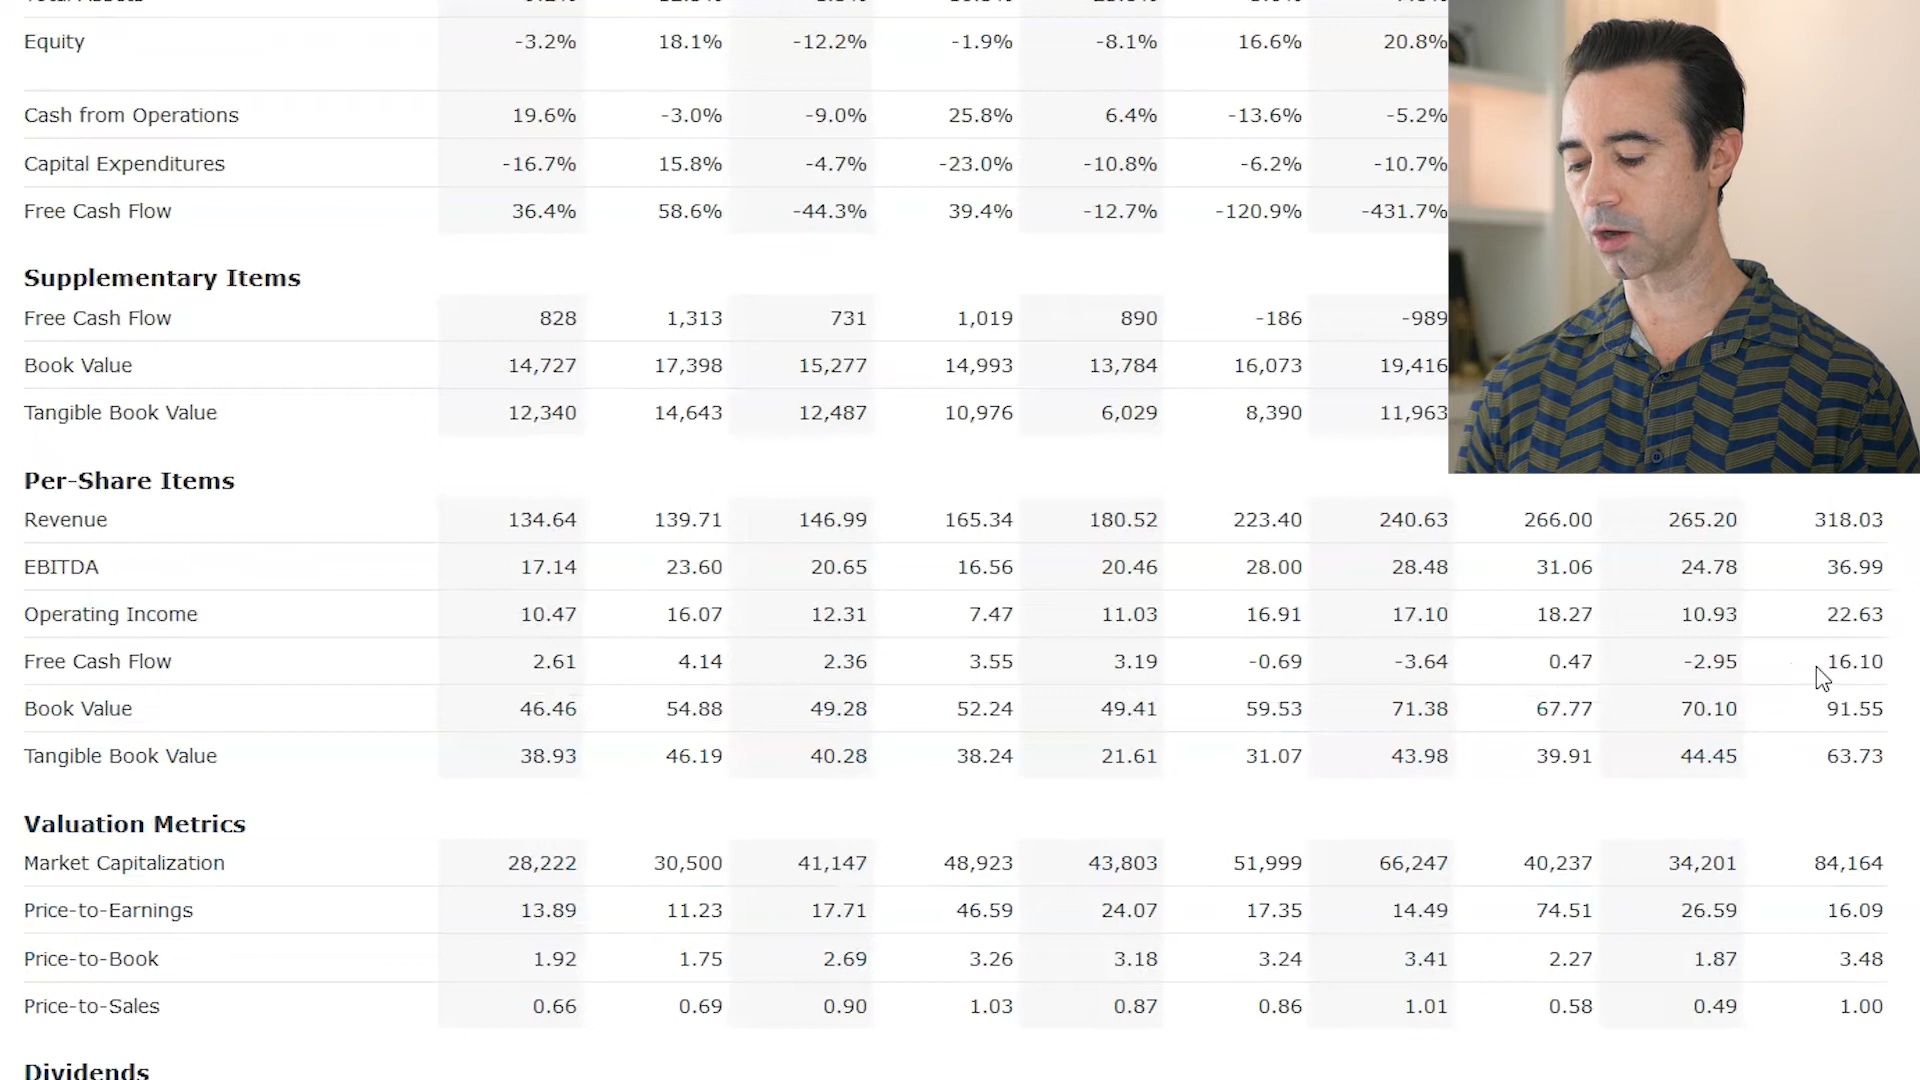 Equity -3.2% 18.1% -12.2% -1.9% -8.1% 16.6% 20.8%
Cash from Operations 19.6% -3.0% -9.0% 25.8% 6.4% -13.6% -5.2%
Capital Expenditures -16.7% 15.8% -4.7% -23.0% -10.8% -6.2% -10.7%
Free Cash Flow 36.4% 58.6% -44.3% 39.4% -12.7% -120.9% -431.7%
Supplementary Items
Free Cash Flow 828 1,313 731 1,019 890 -186 -989
Book Value 14,727 17,398 15,277 14,993 13,784 16,073 19,416
Tangible Book Value 12,340 14,643 12,487 10,976 6,029 8,390 11,963
Per-Share Items
Revenue 134.64 139.71 146.99 165.34 180.52 223.40 240.63 266.00 265.20 318.03
EBITDA 17.14 23.60 20.65 16.56 20.46 28.00 28.48 31.06 24.78 36.99
Operating Income 10.47 16.07 12.31 7.47 11.03 16.91 17.10 18.27 10.93 22.63
Free Cash Flow 2.61 4.14 2.36 3.55 3.19 -0.69 -3.64 0.47 -2.95 16.10
Book Value 46.46 54.88 49.28 52.24 49.41 59.53 71.38 67.77 70.10 91.55
Tangible Book Value 38.93 46.19 40.28 38.24 21.61 31.07 43.98 39.91 44.45 63.73
Valuation Metrics
Market Capitalization 28,222 30,500 41,147 48,923 43,803 51,999 66,247 40,237 34,201 84,164
Price-to-Earnings 13.89 11.23 17.71 46.59 24.07 17.35 14.49 74.51 26.59 16.09
Price-to-Book 1.92 1.75 2.69 3.26 3.18 3.24 3.41 2.27 1.87 3.48
Price-to-Sales 0.66 0.69 0.90 1.03 0.87 0.86 1.01 0.58 0.49 1.00
Dividends